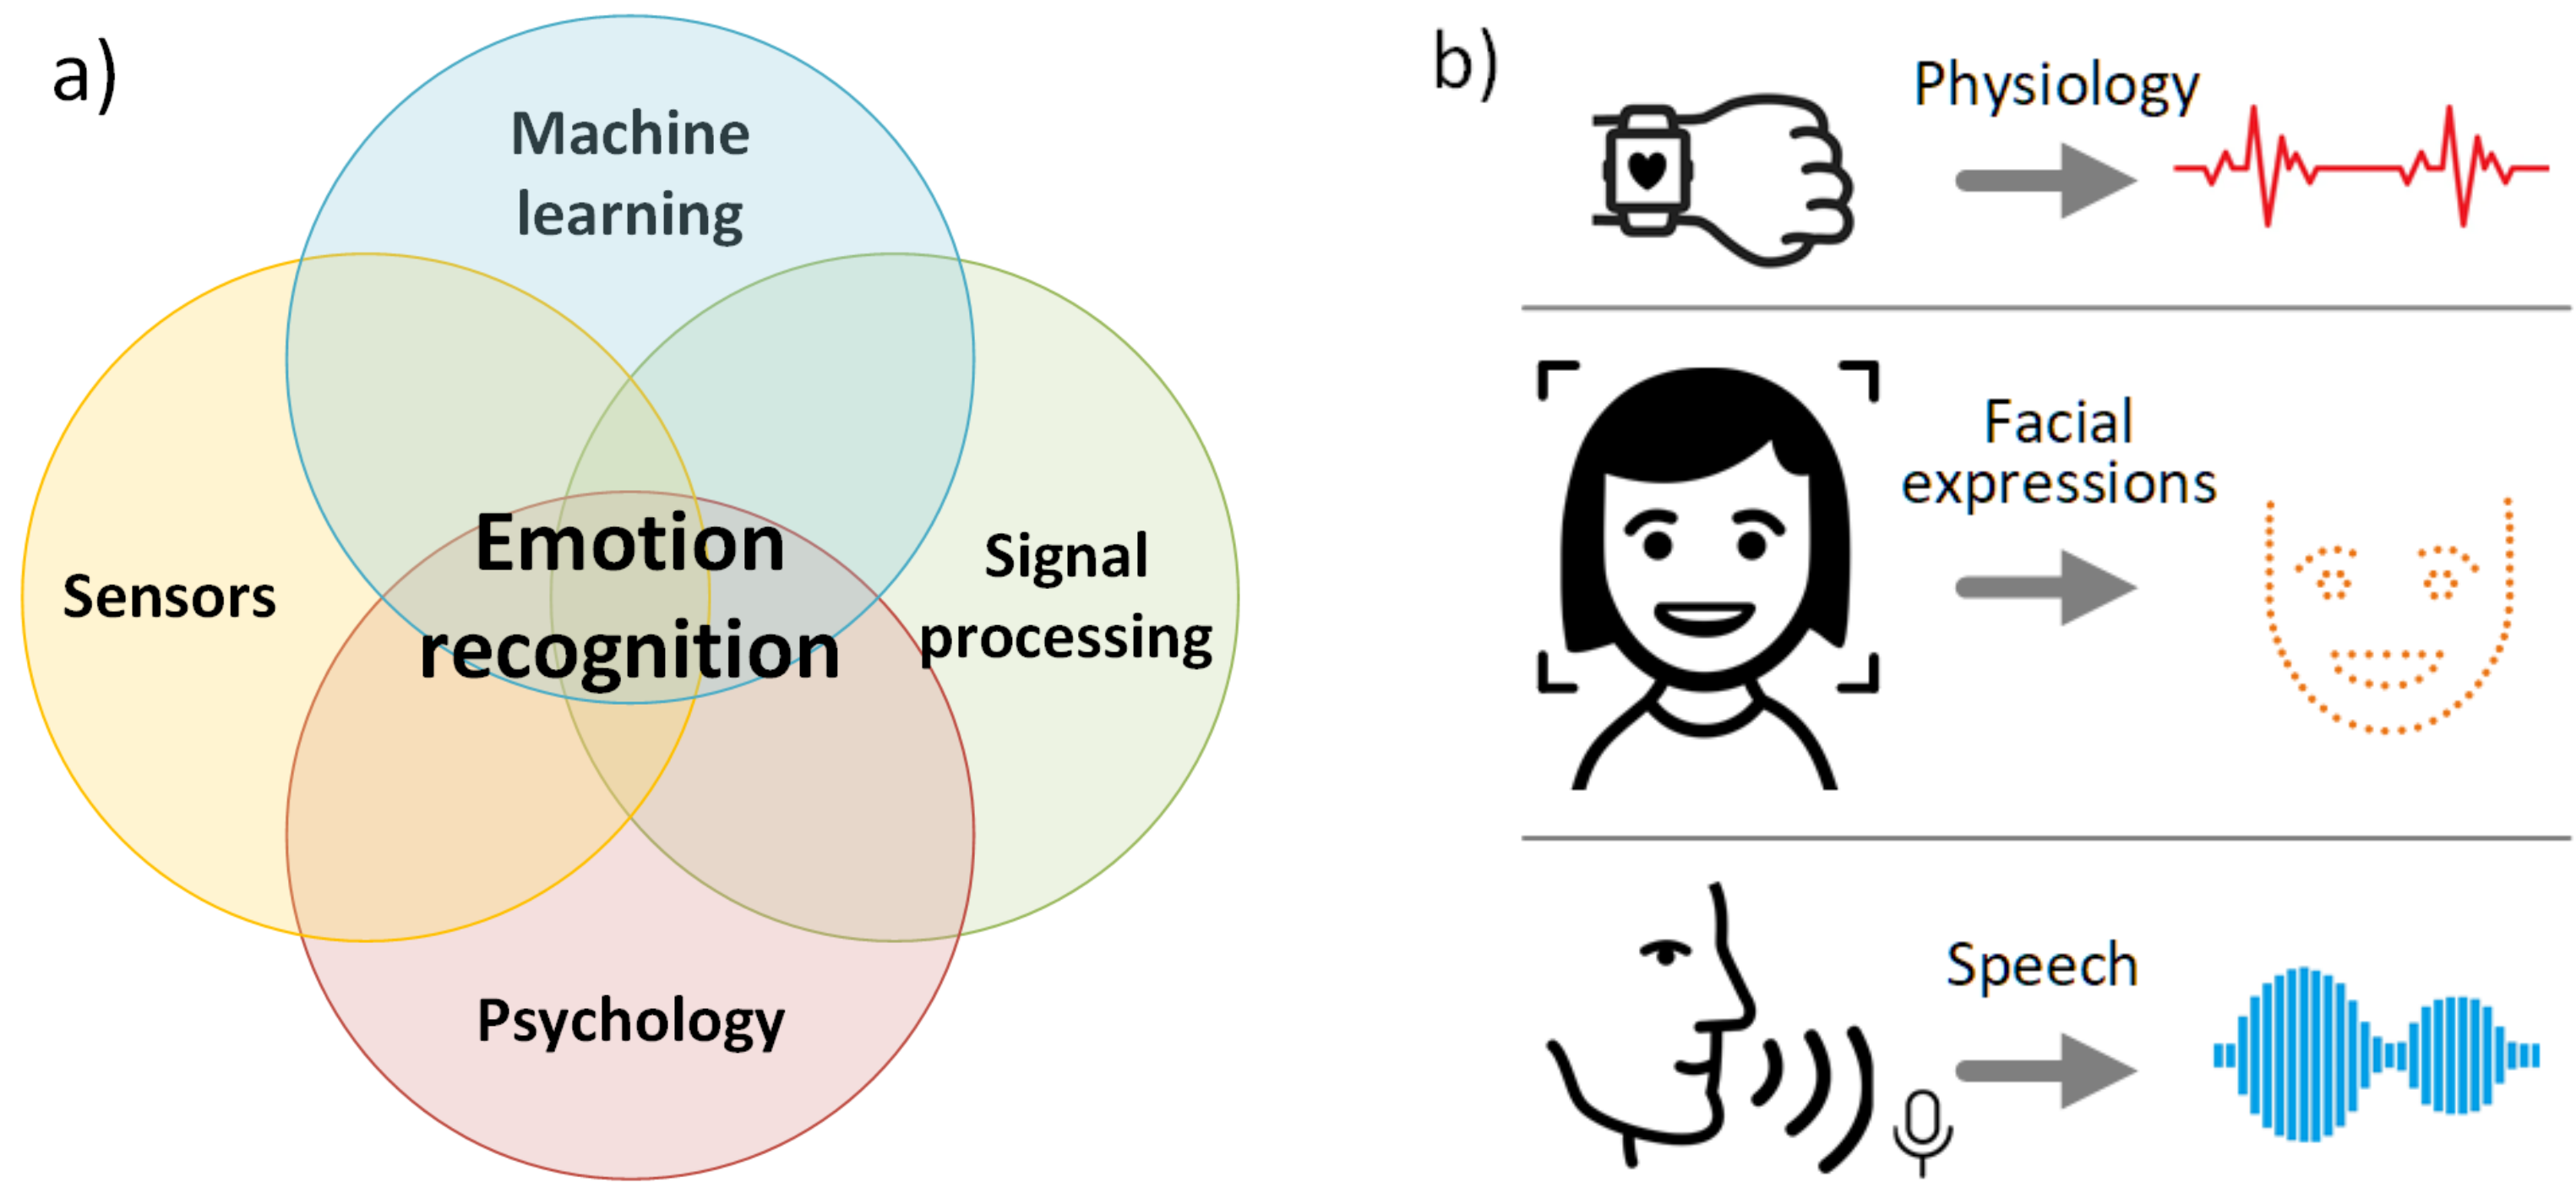 a)
Machine
learning
Sensors
Emotion
recognition
Signal
processing
Psychology
b)
Physiology
Facial
expressions
Speech